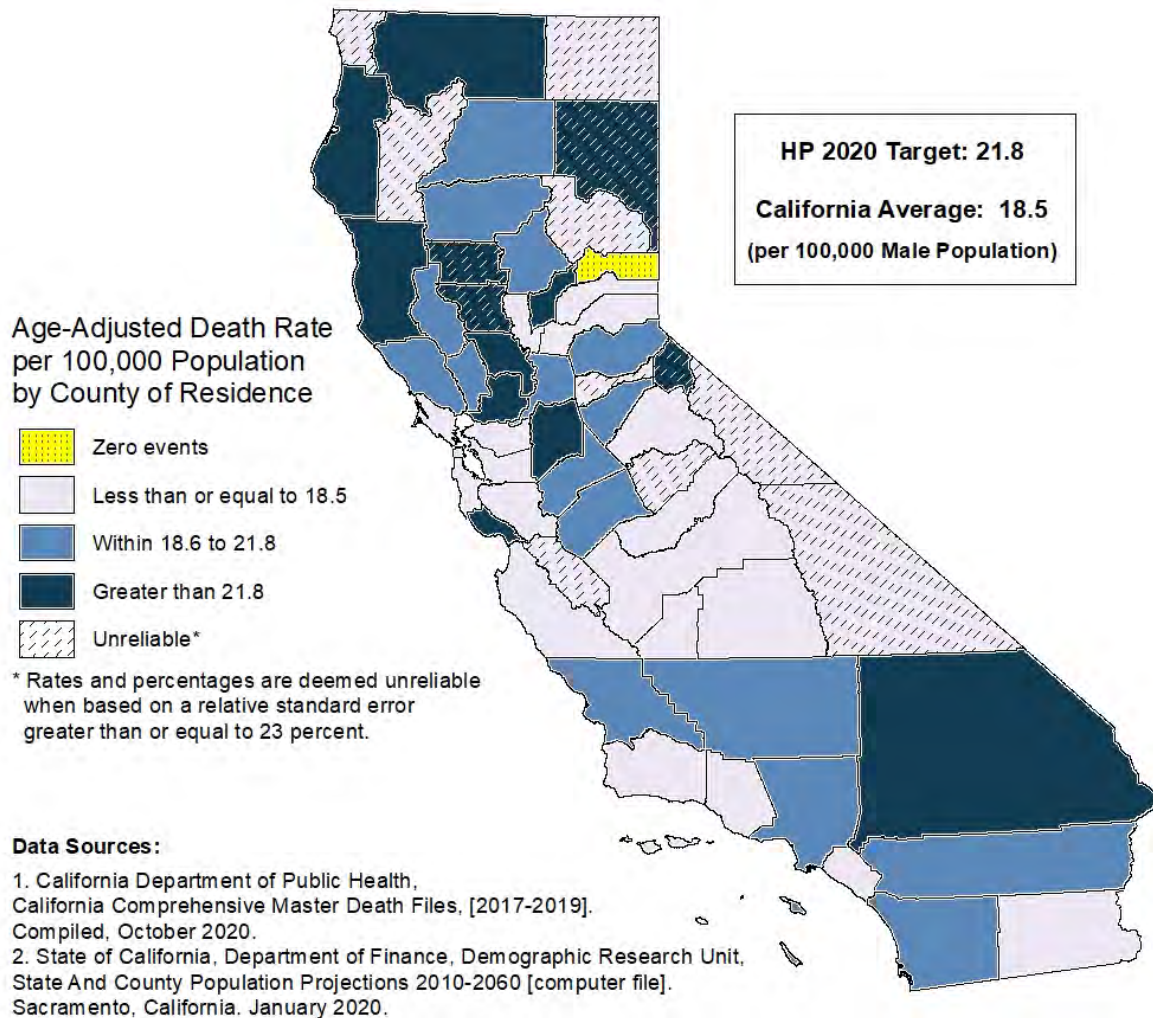 HP 2020 Target: 21.8
California Average: 18.5
(per 100,000 Male Population)
Age-Adjusted Death Rate
per 100,000 Population
by County of Residence
Zero events
Less than or equal to 18.5
Within 18.6 to 21.8
Greater than 21.8
Unreliable*
* Rates and percentages are deemed unreliable
when based on a relative standard error
greater than or equal to 23 percent.
Data Sources:
1. California Department of Public Health,
California Comprehensive Master Death Files, [2017-2019].
Compiled, October 2020.
2. State of California, Department of Finance, Demographic Research Unit,
State And County Population Projections 2010-2060 [computer file].
Sacramento, California. January 2020.